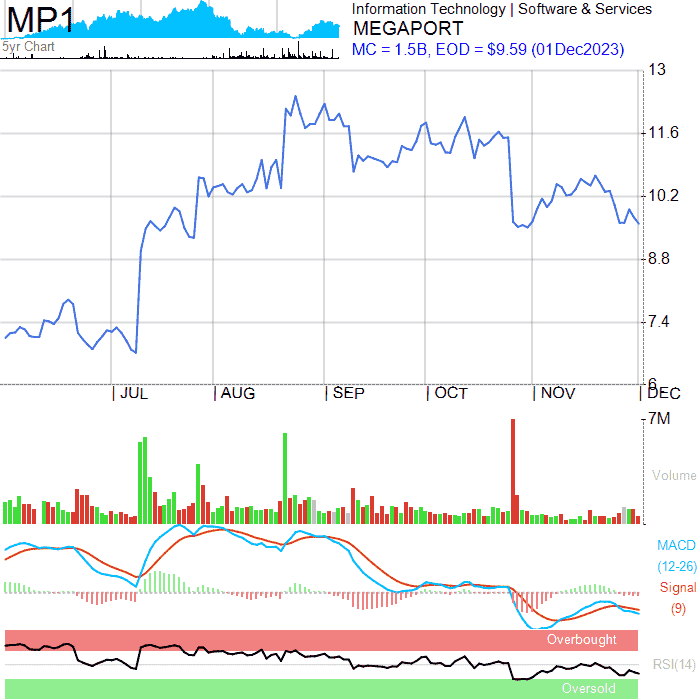 MP1
5yr Chart
Information Technology | Software & Services
MEGAPORT
MC = 1.5B, EOD = $9.59 (01Dec2023)
13
11.6
10.2
8.8
7.4
6
| JUL | AUG | SEP | OCT | NOV | DEC
7M
Volume
MACD
(12-26)
Signal
(9)
Overbought
RSI(14)
Oversold